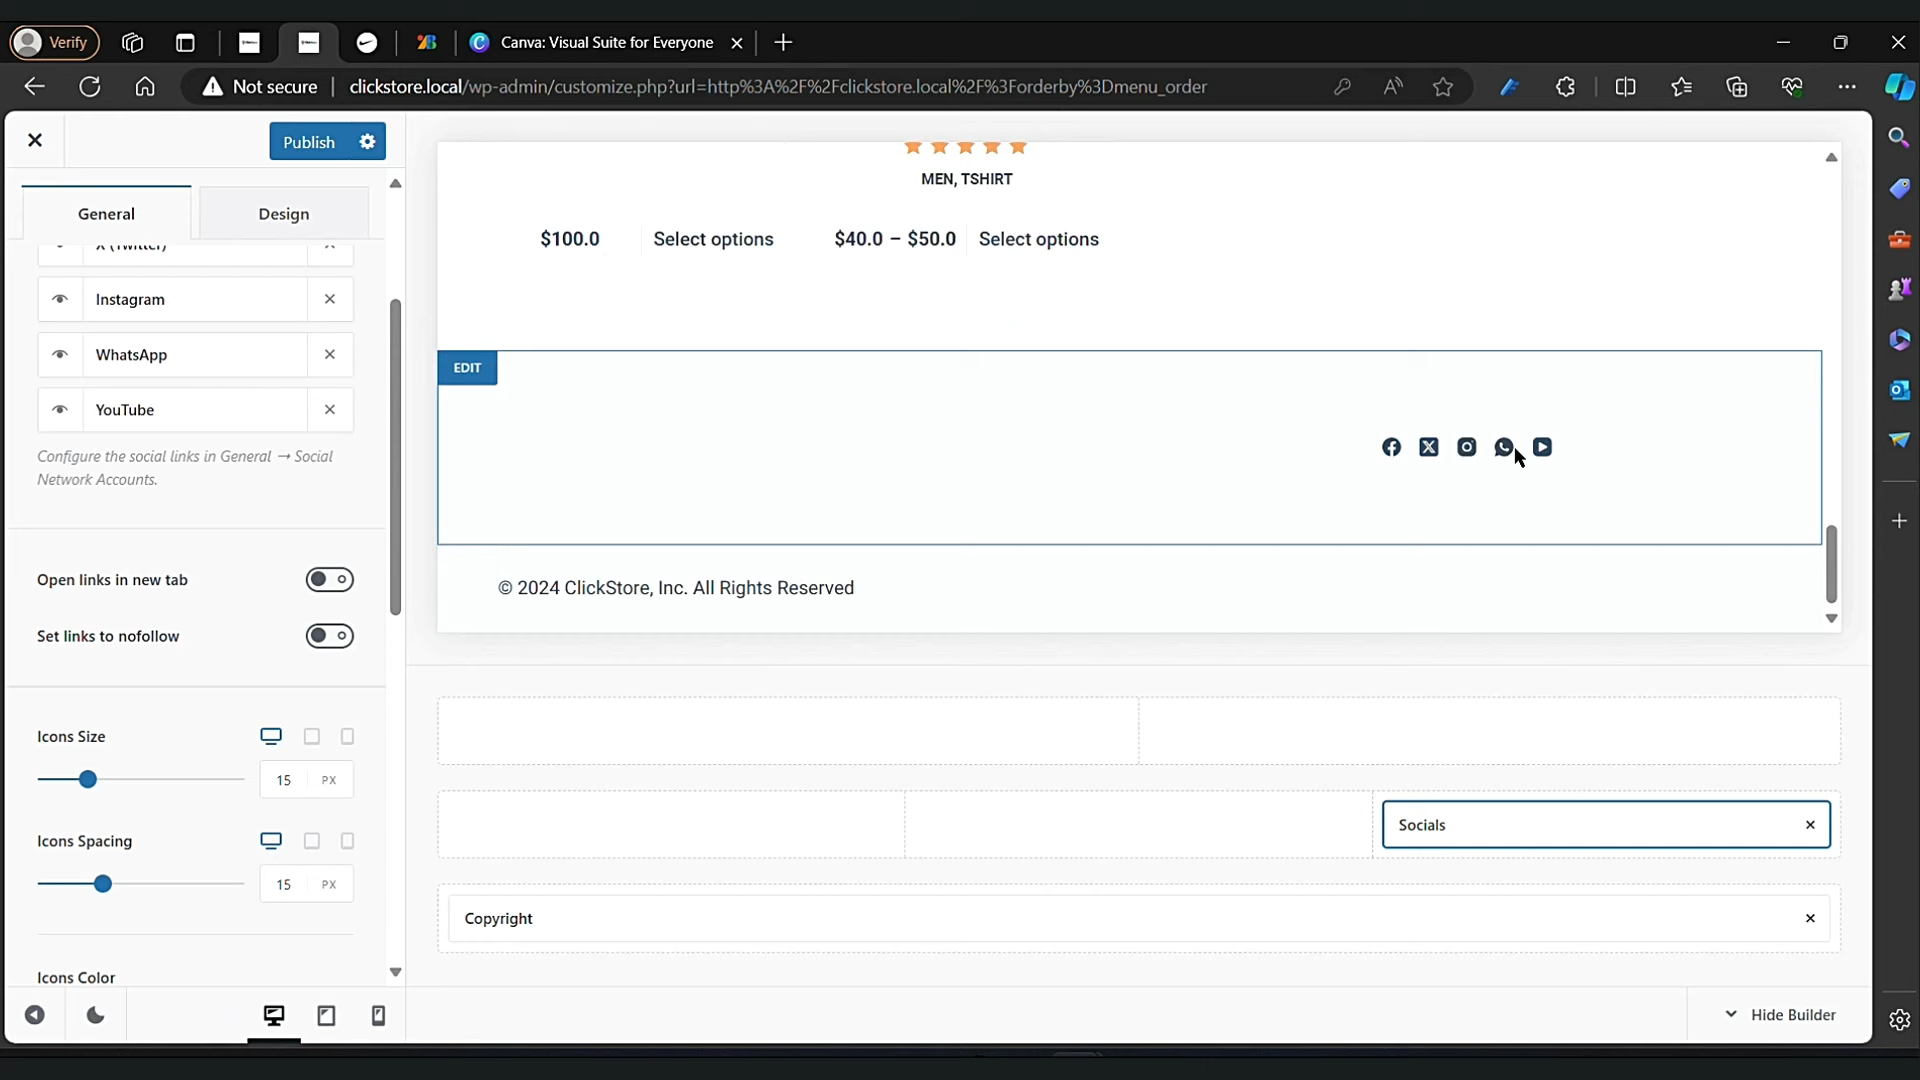 Verify
Canva: Visual Suite for Everyone
Not secure
clickstore.local/wp-admin/customize.php?url=http%3A%2F%2Fclickstore.local%2F%3Forderby%3Dmenu_order
Publish
General
Design
X (Twitter)
Instagram
WhatsApp
YouTube
Configure the social links in General → Social
Network Accounts.
Open links in new tab
Set links to nofollow
Icons Size
15 PX
Icons Spacing
15 PX
Icons Color
MEN, TSHIRT
$100.0 Select options $40.0 – $50.0 Select options
EDIT
© 2024 ClickStore, Inc. All Rights Reserved
Socials
Copyright
Hide Builder